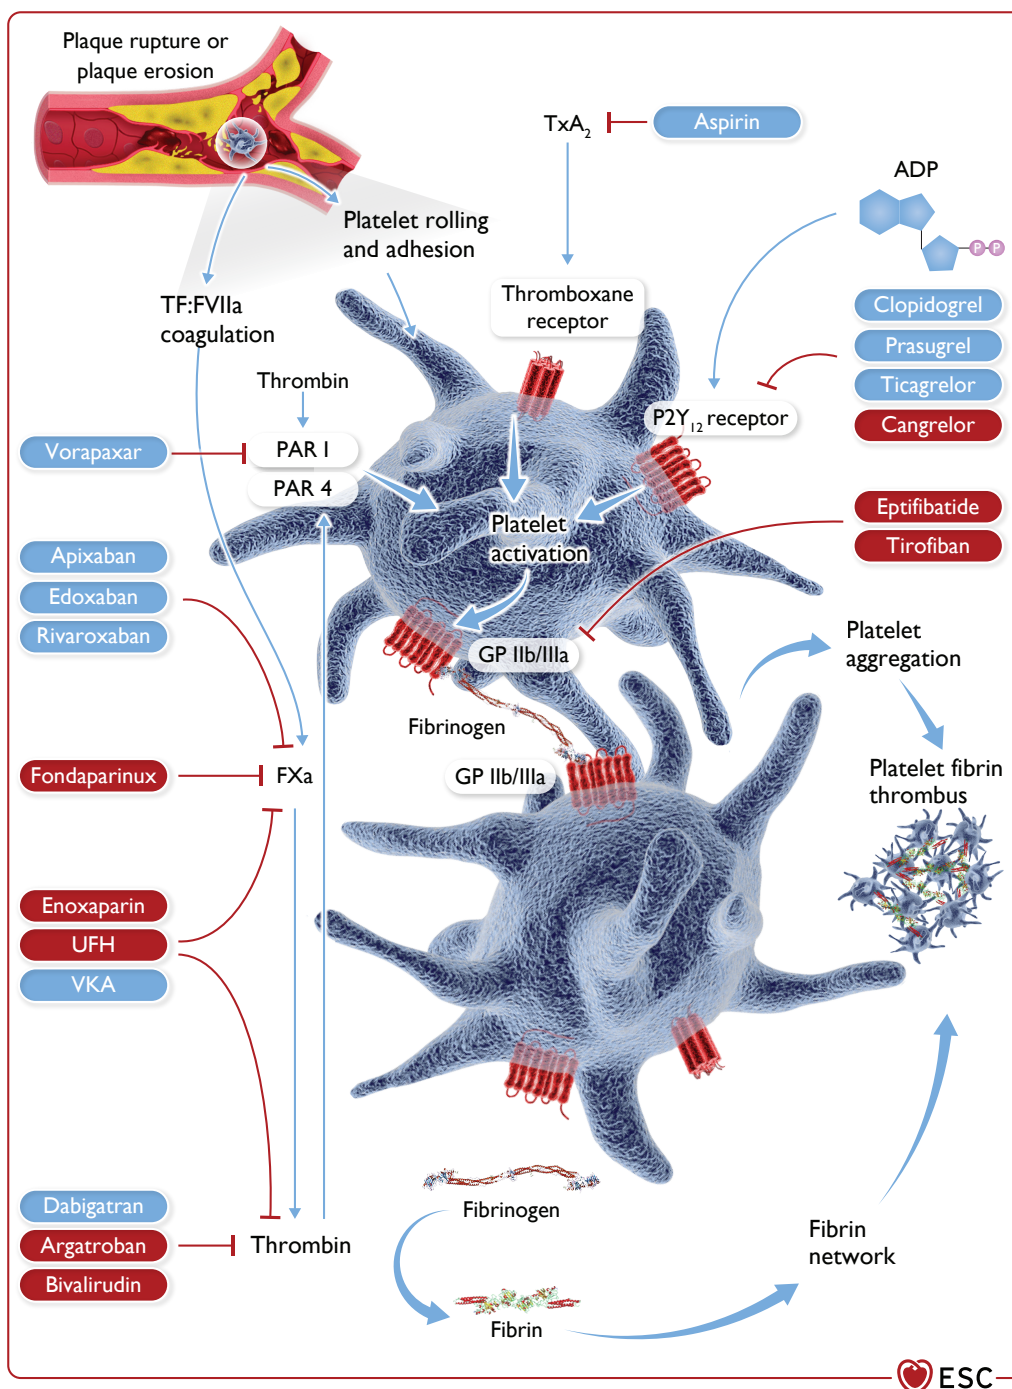 Plaque rupture or
plaque erosion
TxA2
Aspirin
ADP
P P
Platelet rolling
and adhesion
TF:FVIIa
coagulation
Thromboxane
receptor
Clopidogrel
Prasugrel
Ticagrelor
Cangrelor
Thrombin
P2Y12 receptor
Vorapaxar
PAR I
PAR 4
Eptifibatide
Tirofiban
Platelet
activation
Apixaban
Edoxaban
Rivaroxaban
GP IIb/IIIa
Platelet
aggregation
Fibrinogen
Fondaparinux
FXa
GP IIb/IIIa
Platelet fibrin
thrombus
Enoxaparin
UFH
VKA
Dabigatran
Argatroban
Bivalirudin
Thrombin
Fibrinogen
Fibrin
network
Fibrin
ESC